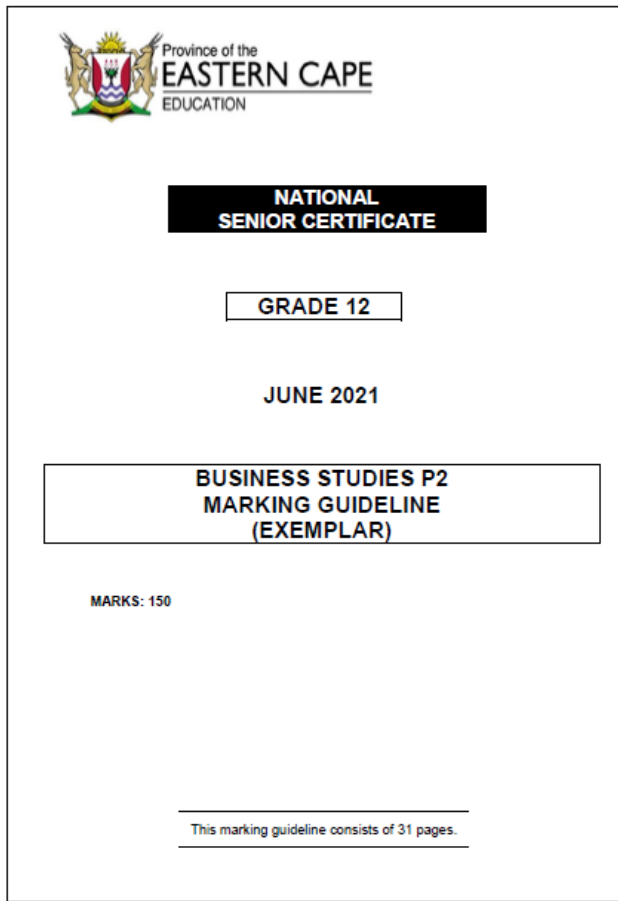 Province of the
EASTERN CAPE
EDUCATION
NATIONAL
SENIOR CERTIFICATE
GRADE 12
JUNE 2021
BUSINESS STUDIES P2
MARKING GUIDELINE
(EXEMPLAR)
MARKS: 150
This marking guideline consists of 31 pages.